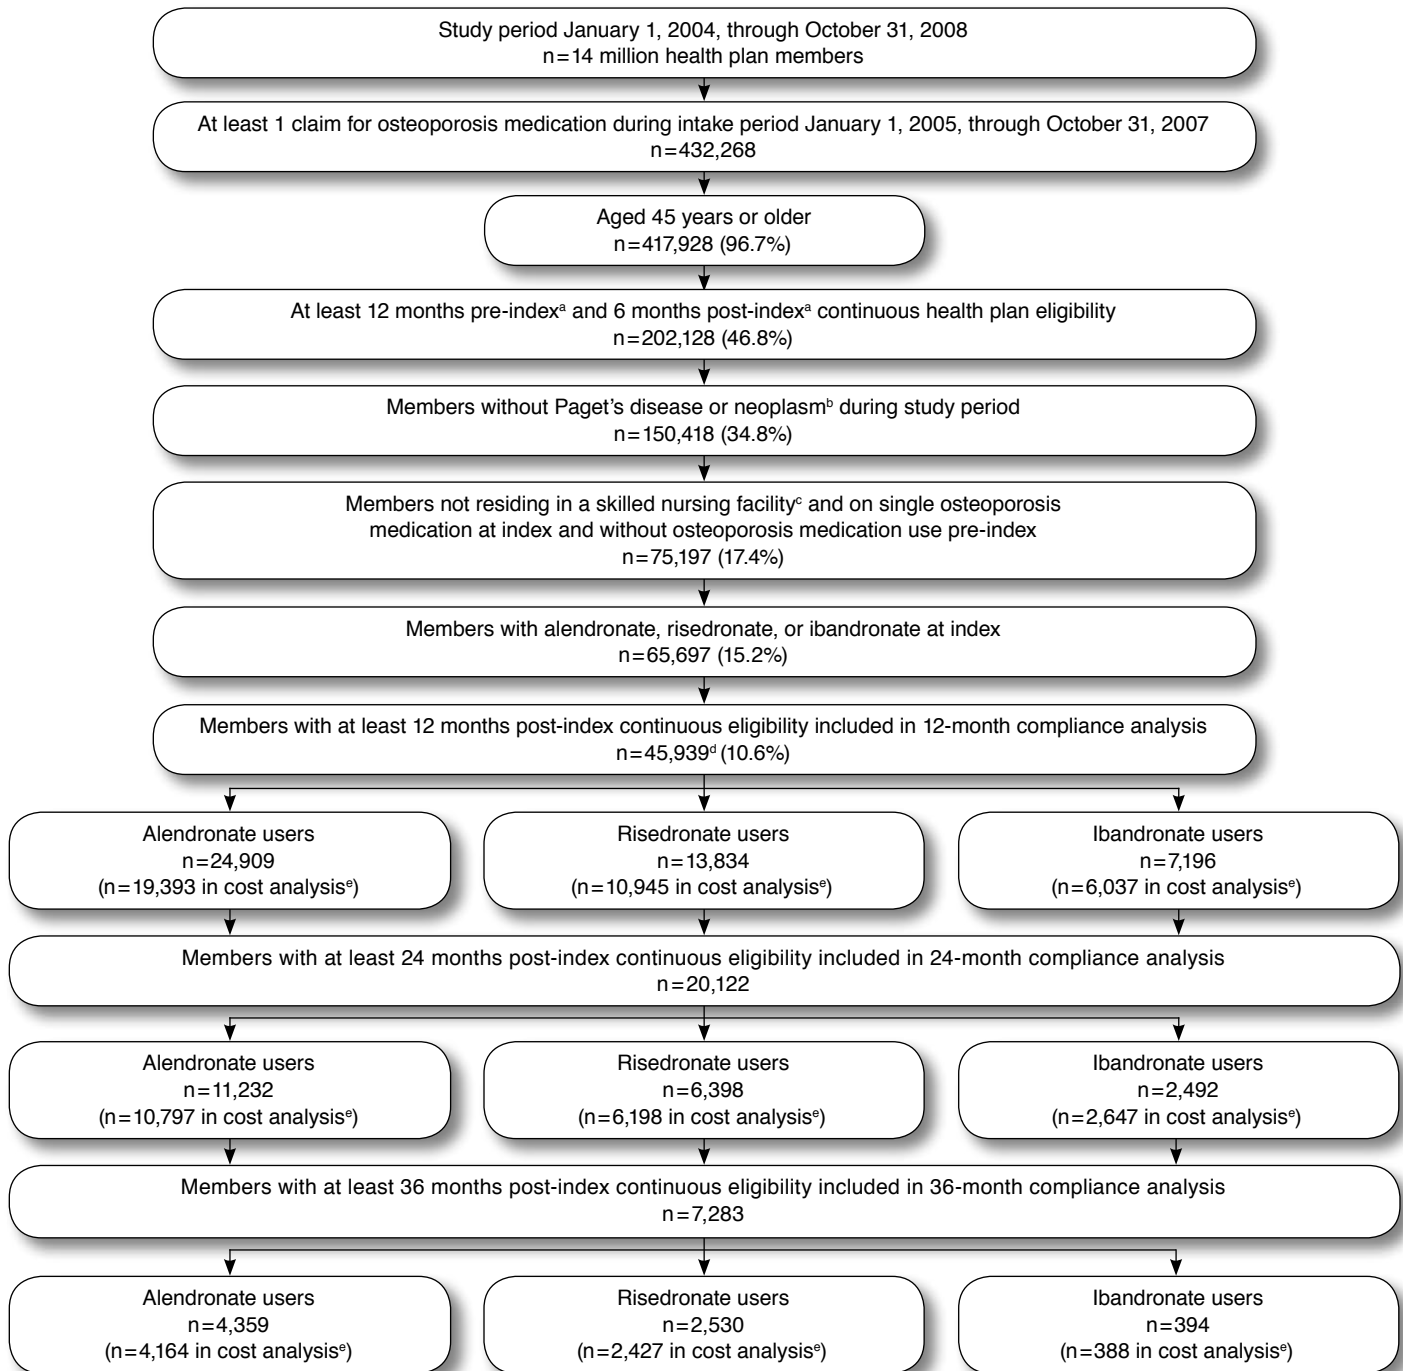 Study period January 1, 2004, through October 31, 2008
n=14 million health plan members
At least 1 claim for osteoporosis medication during intake period January 1, 2005, through October 31, 2007
n=432,268
Aged 45 years or older
n=417,928 (96.7%)
At least 12 months pre-indexᵃ and 6 months post-indexᵃ continuous health plan eligibility
n=202,128 (46.8%)
Members without Paget's disease or neoplasmᵇ during study period
n=150,418 (34.8%)
Members not residing in a skilled nursing facilityᶜ and on single osteoporosis
medication at index and without osteoporosis medication use pre-index
n=75,197 (17.4%)
Members with alendronate, risedronate, or ibandronate at index
n=65,697 (15.2%)
Members with at least 12 months post-index continuous eligibility included in 12-month compliance analysis
n=45,939ᵈ (10.6%)
Alendronate users
n=24,909
(n=19,393 in cost analysisᵉ)
Risedronate users
n=13,834
(n=10,945 in cost analysisᵉ)
Ibandronate users
n=7,196
(n=6,037 in cost analysisᵉ)
Members with at least 24 months post-index continuous eligibility included in 24-month compliance analysis
n=20,122
Alendronate users
n=11,232
(n=10,797 in cost analysisᵉ)
Risedronate users
n=6,398
(n=6,198 in cost analysisᵉ)
Ibandronate users
n=2,492
(n=2,647 in cost analysisᵉ)
Members with at least 36 months post-index continuous eligibility included in 36-month compliance analysis
n=7,283
Alendronate users
n=4,359
(n=4,164 in cost analysisᵉ)
Risedronate users
n=2,530
(n=2,427 in cost analysisᵉ)
Ibandronate users
n=394
(n=388 in cost analysisᵉ)